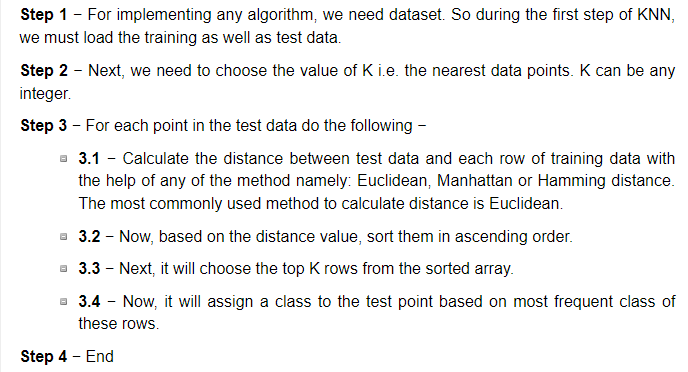 Step 1 − For implementing any algorithm, we need dataset. So during the first step of KNN,
we must load the training as well as test data.
Step 2 − Next, we need to choose the value of K i.e. the nearest data points. K can be any
integer.
Step 3 − For each point in the test data do the following −
3.1 − Calculate the distance between test data and each row of training data with
the help of any of the method namely: Euclidean, Manhattan or Hamming distance.
The most commonly used method to calculate distance is Euclidean.
3.2 − Now, based on the distance value, sort them in ascending order.
3.3 − Next, it will choose the top K rows from the sorted array.
3.4 − Now, it will assign a class to the test point based on most frequent class of
these rows.
Step 4 − End